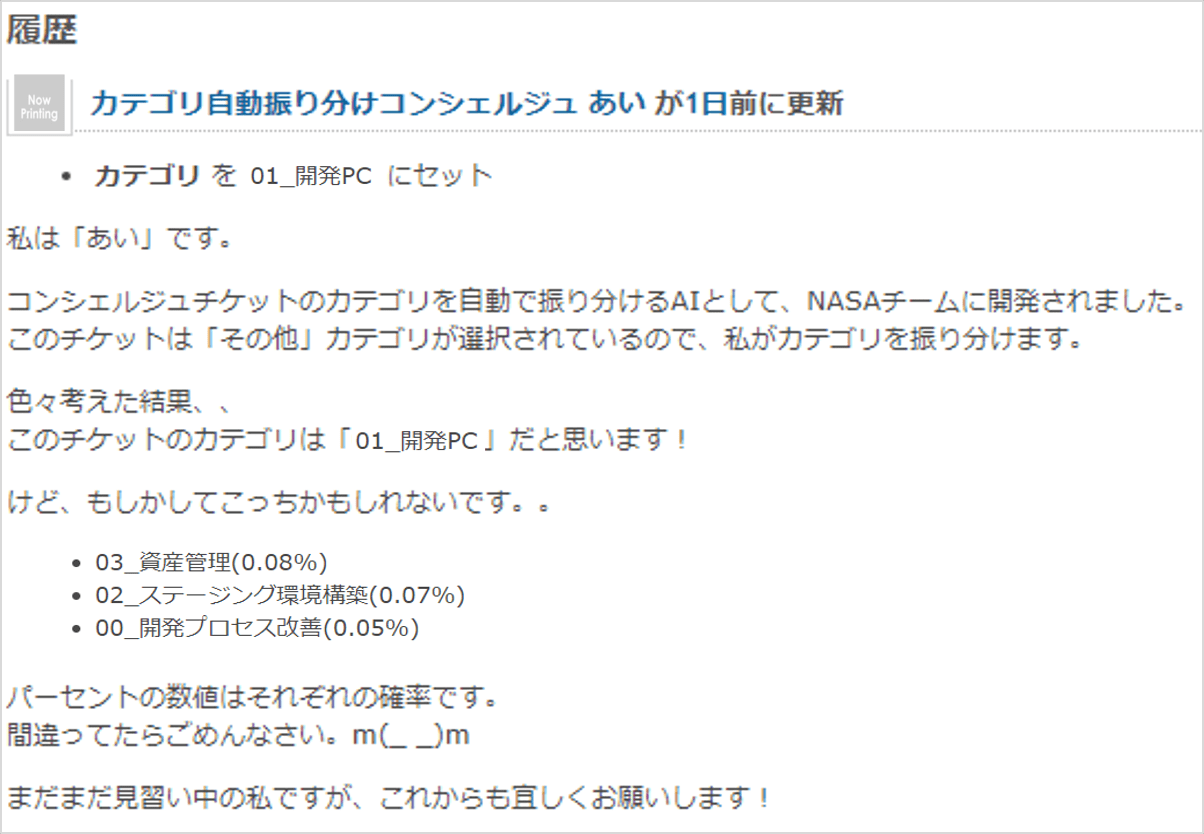 履歴
Now
Printing
カテゴリ自動振り分けコンシェルジュ あい が1日前に更新
• カテゴリ を 01_開発PC にセット
私は「あい」です。
コンシェルジュチケットのカテゴリを自動で振り分けるAIとして、NASAチームに開発されました。
このチケットは「その他」カテゴリが選択されているので、私がカテゴリを振り分けます。
色々考えた結果、、
このチケットのカテゴリは「01_開発PC」だと思います！
けど、もしかしてこっちかもしれないです。。
• 03_資産管理(0.08%)
• 02_ステージング環境構築(0.07%)
• 00_開発プロセス改善(0.05%)
パーセントの数値はそれぞれの確率です。
間違ってたらごめんなさい。m(_ _)m
まだまだ見習い中の私ですが、これからも宜しくお願いします！